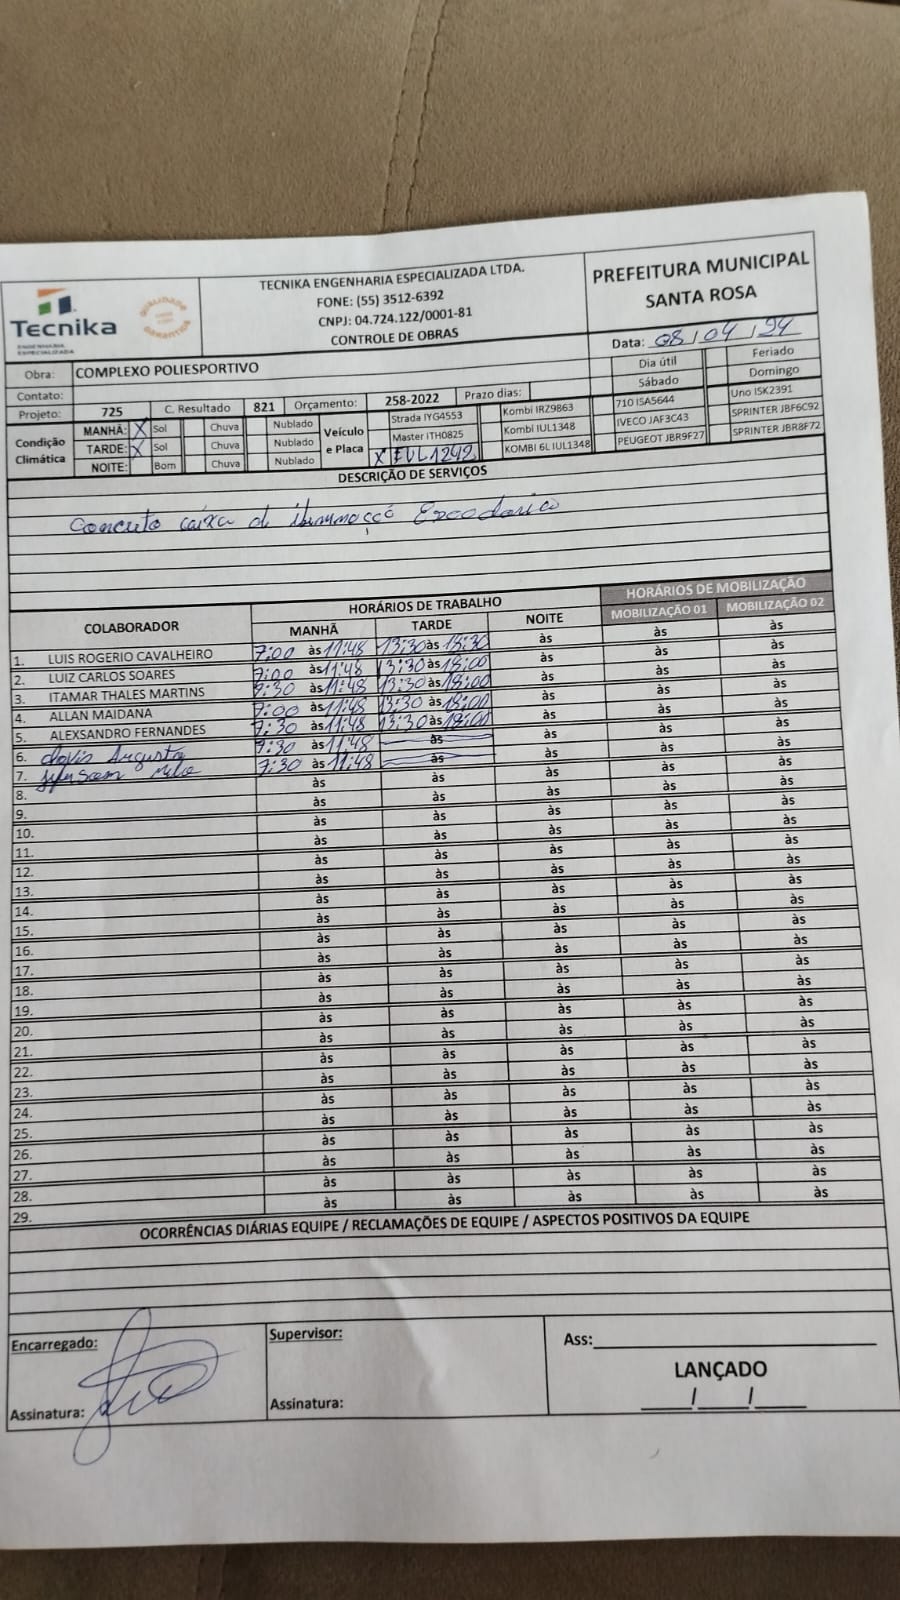 Tecnika
ENGENHARIA
ESPECIALIZADA
QUALIDADE
GARANTIDA
TECNIKA ENGENHARIA ESPECIALIZADA LTDA.
FONE: (55) 3512-6392
CNPJ: 04.724.122/0001-81
CONTROLE DE OBRAS
PREFEITURA MUNICIPAL
SANTA ROSA
Obra: COMPLEXO POLIESPORTIVO
Data: 08/04/24
Contato:
Dia útil Feriado
Sábado Domingo
Projeto: 725 C. Resultado 821 Orçamento: 258-2022 Prazo dias:
Condição Climática
MANHÃ: X Sol Chuva Nublado
TARDE: X Sol Chuva Nublado
NOITE: Bom Chuva Nublado
Veículo e Placa
Strada IYG4553 Kombi IRZ9863 710 ISA5644 Uno ISK2391
Master ITH0825 Kombi IUL1348 IVECO JAF3C43 SPRINTER JBF6C92
X EVL1242 KOMBI 6L IUL1348 PEUGEOT JBR9F27 SPRINTER JBR8F72
DESCRIÇÃO DE SERVIÇOS
Concreto caixa d
COLABORADOR HORÁRIOS DE TRABALHO HORÁRIOS DE MOBILIZAÇÃO
MANHÃ TARDE NOITE MOBILIZAÇÃO 01 MOBILIZAÇÃO 02
1. LUIS ROGERIO CAVALHEIRO 7:00 às 11:48 13:30 às 18:30 às às às
2. LUIZ CARLOS SOARES 7:00 às 11:48 13:30 às 18:00 às às às
3. ITAMAR THALES MARTINS 7:30 às 11:48 13:30 às 18:00 às às às
4. ALLAN MAIDANA 7:00 às 11:48 13:30 às 18:00 às às às
5. ALEXSANDRO FERNANDES 7:30 às 11:48 13:30 às 18:00 às às às
6. Augusto 7:30 às 11:48 às às às às
7. 7:30 às 11:48 às às às às
8. às às às às às
9. às às às às às
10. às às às às às
11. às às às às às
12. às às às às às
13. às às às às às
14. às às às às às
15. às às às às às
16. às às às às às
17. às às às às às
18. às às às às às
19. às às às às às
20. às às às às às
21. às às às às às
22. às às às às às
23. às às às às às
24. às às às às às
25. às às às às às
26. às às às às às
27. às às às às às
28. às às às às às
29. às às às às às
OCORRÊNCIAS DIÁRIAS EQUIPE / RECLAMAÇÕES DE EQUIPE / ASPECTOS POSITIVOS DA EQUIPE
Encarregado: Supervisor: Ass:
LANÇADO
Assinatura: Assinatura: / /